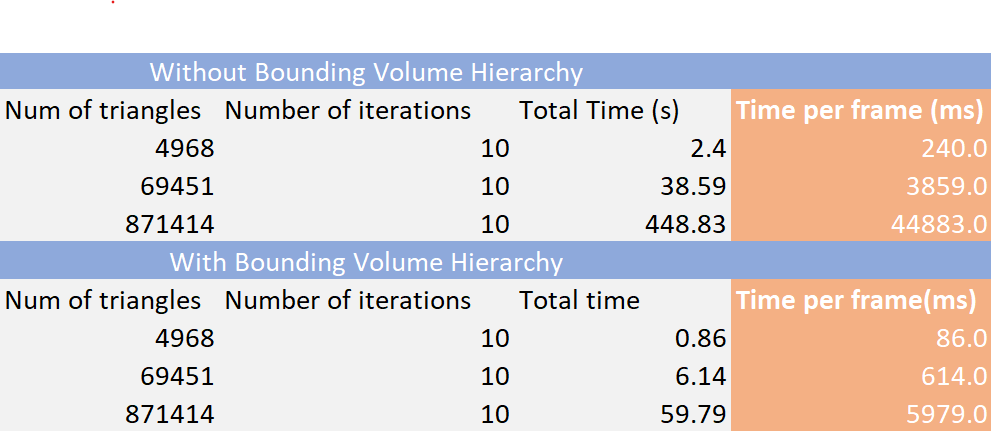 Without Bounding Volume Hierarchy
Num of triangles Number of iterations Total Time (s) Time per frame (ms)
4968 10 2.4 240.0
69451 10 38.59 3859.0
871414 10 448.83 44883.0
With Bounding Volume Hierarchy
Num of triangles Number of iterations Total time Time per frame(ms)
4968 10 0.86 86.0
69451 10 6.14 614.0
871414 10 59.79 5979.0